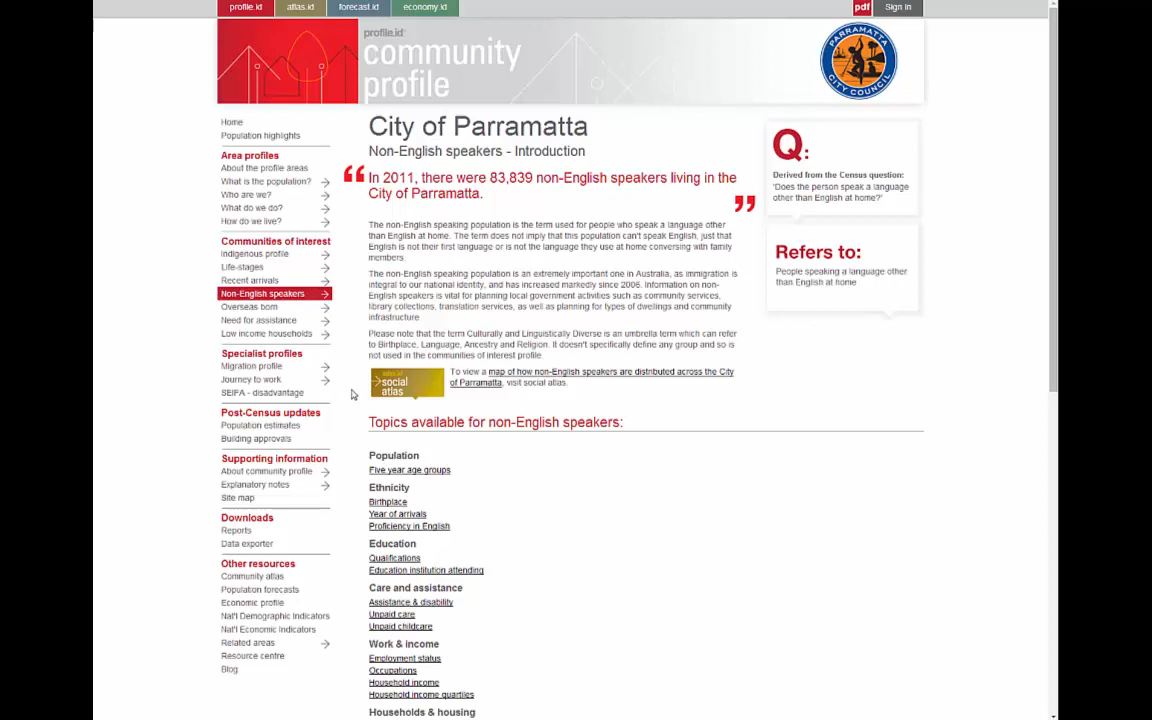 profile.id
atlas.id
forecast.id
economy.id
pdf
Sign in
profile.id
community
profile
PARRAMATTA
CITY COUNCIL
Home
Population highlights
Area profiles
About the profile areas
What is the population?
Who are we?
What do we do?
How do we live?
Communities of interest
Indigenous profile
Life-stages
Recent arrivals
Non-English speakers
Overseas born
Need for assistance
Low income households
Specialist profiles
Migration profile
Journey to work
SEIFA - disadvantage
Post-Census updates
Population estimates
Building approvals
Supporting information
About community profile
Explanatory notes
Site map
Downloads
Reports
Data exporter
Other resources
Community atlas
Population forecasts
Economic profile
Nat'l Demographic Indicators
Nat'l Economic Indicators
Related areas
Resource centre
Blog
City of Parramatta
Non-English speakers - Introduction
“ In 2011, there were 83,839 non-English speakers living in the
City of Parramatta. ”
The non-English speaking population is the term used for people who speak a language other
than English at home. The term does not imply that this population can't speak English, just that
English is not their first language or is not the language they use at home conversing with family
members.
The non-English speaking population is an extremely important one in Australia, as immigration is
integral to our national identity, and has increased markedly since 2006. Information on non-
English speakers is vital for planning local government activities such as community services,
library collections, translation services, as well as planning for types of dwellings and community
infrastructure.
Please note that the term Culturally and Linguistically Diverse is an umbrella term which can refer
to Birthplace, Language, Ancestry and Religion. It doesn't specifically define any group and so is
not used in the communities of interest profile.
atlas.id
social
atlas
To view a map of how non-English speakers are distributed across the City
of Parramatta, visit social atlas.
Topics available for non-English speakers:
Population
Five year age groups
Ethnicity
Birthplace
Year of arrivals
Proficiency in English
Education
Qualifications
Education institution attending
Care and assistance
Assistance & disability
Unpaid care
Unpaid childcare
Work & income
Employment status
Occupations
Household income
Household income quartiles
Households & housing
Q:
Derived from the Census question:
'Does the person speak a language
other than English at home?'
Refers to:
People speaking a language other
than English at home